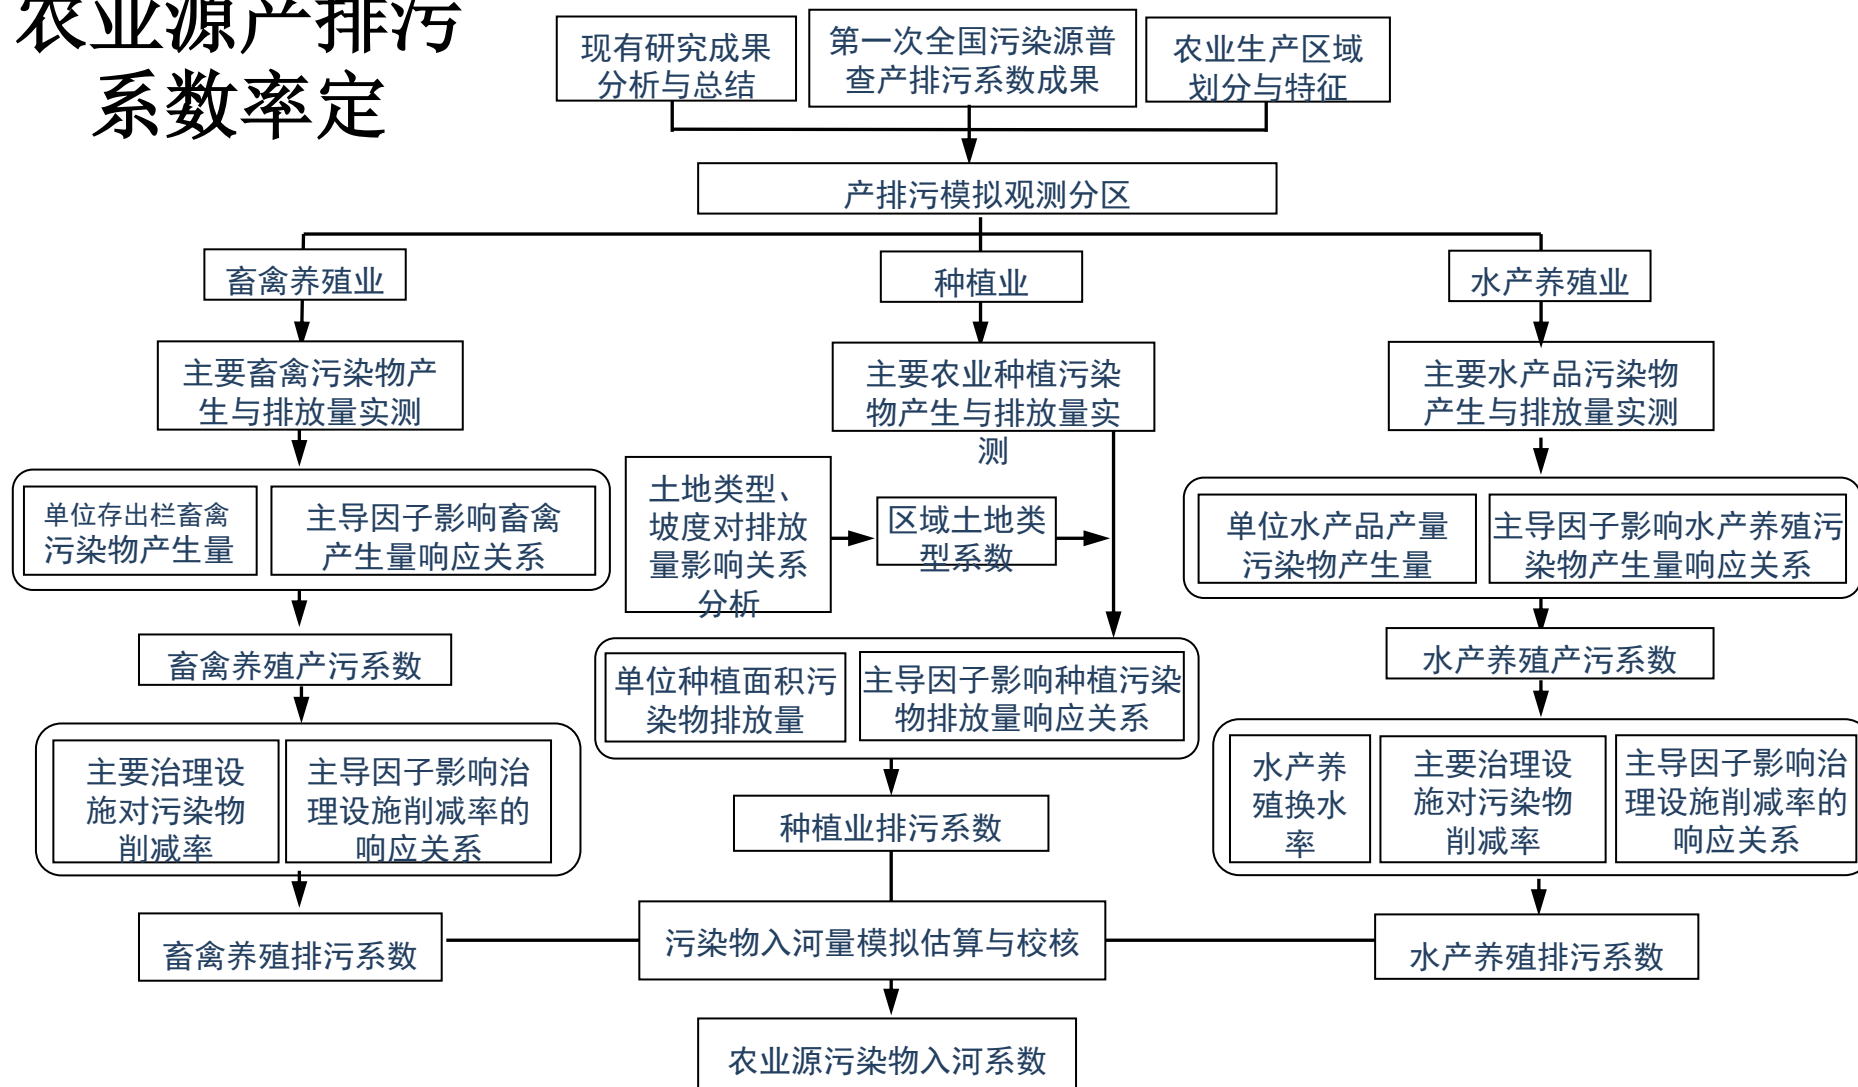 农业源产排污
系数率定
现有研究成果
分析与总结
第一次全国污染源普
查产排污系数成果
农业生产区域
划分与特征
产排污模拟观测分区
畜禽养殖业
种植业
水产养殖业
主要畜禽污染物产
生与排放量实测
主要农业种植污染
物产生与排放量实
测
主要水产品污染物
产生与排放量实测
单位存出栏畜禽
污染物产生量
主导因子影响畜禽
产生量响应关系
土地类型、
坡度对排放
量影响关系
分析
区域土地类
型系数
单位水产品产量
污染物产生量
主导因子影响水产养殖污
染物产生量响应关系
畜禽养殖产污系数
单位种植面积污
染物排放量
主导因子影响种植污染
物排放量响应关系
水产养殖产污系数
主要治理设
施对污染物
削减率
主导因子影响治
理设施削减率的
响应关系
种植业排污系数
水产养
殖换水
率
主要治理设
施对污染物
削减率
主导因子影响治
理设施削减率的
响应关系
畜禽养殖排污系数
污染物入河量模拟估算与校核
水产养殖排污系数
农业源污染物入河系数